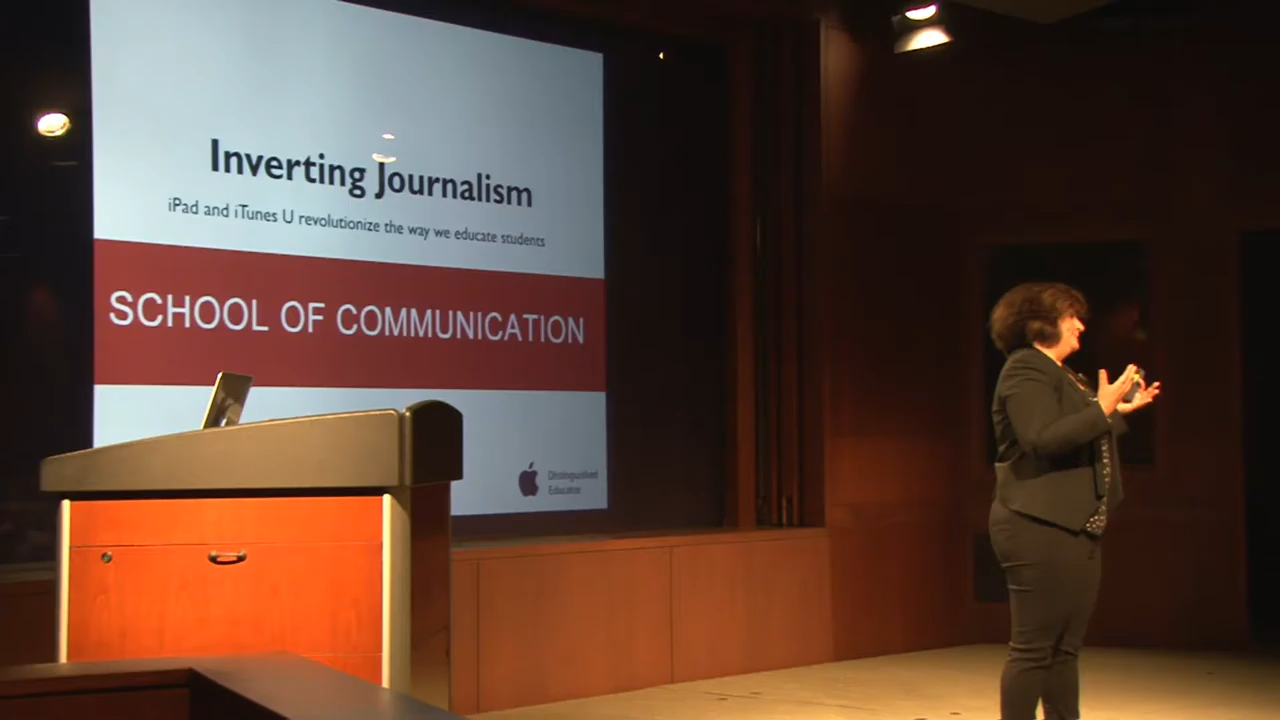 Inverting Journalism
iPad and iTunes U revolutionize the way we educate students
SCHOOL OF COMMUNICATION
Distinguished
Educator